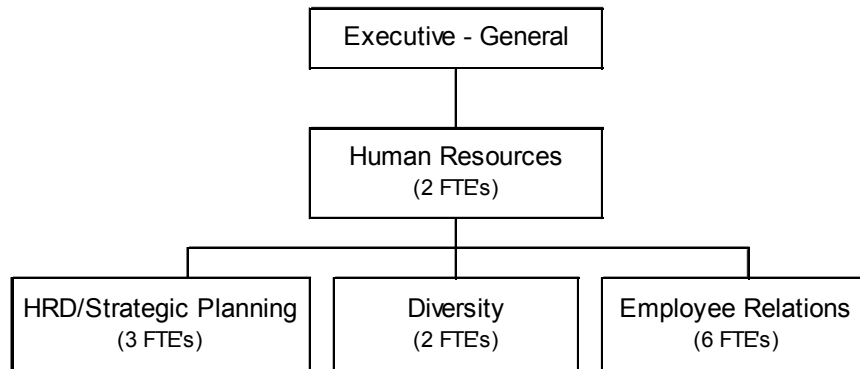 Executive - General
Human Resources
(2 FTE's)
HRD/Strategic Planning
(3 FTE's)
Diversity
(2 FTE's)
Employee Relations
(6 FTE's)